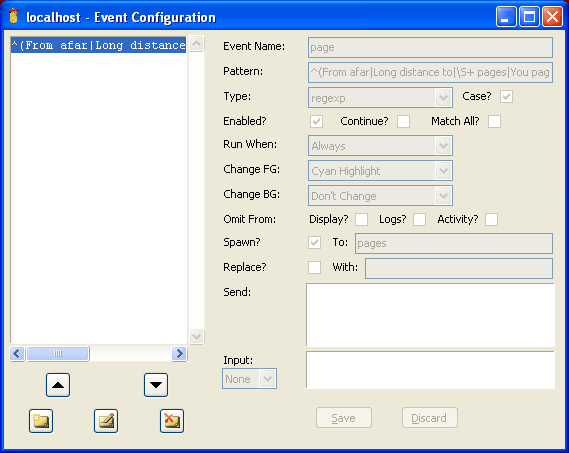 localhost - Event Configuration
^(From afar|Long distance
Event Name: page
Pattern: ^(From afar|Long distance to|\S+ pages|You pag
Type: regexp Case?
Enabled? Continue? Match All?
Run When: Always
Change FG: Cyan Highlight
Change BG: Don't Change
Omit From: Display? Logs? Activity?
Spawn? To: pages
Replace? With:
Send:
Input:
None
Save Discard